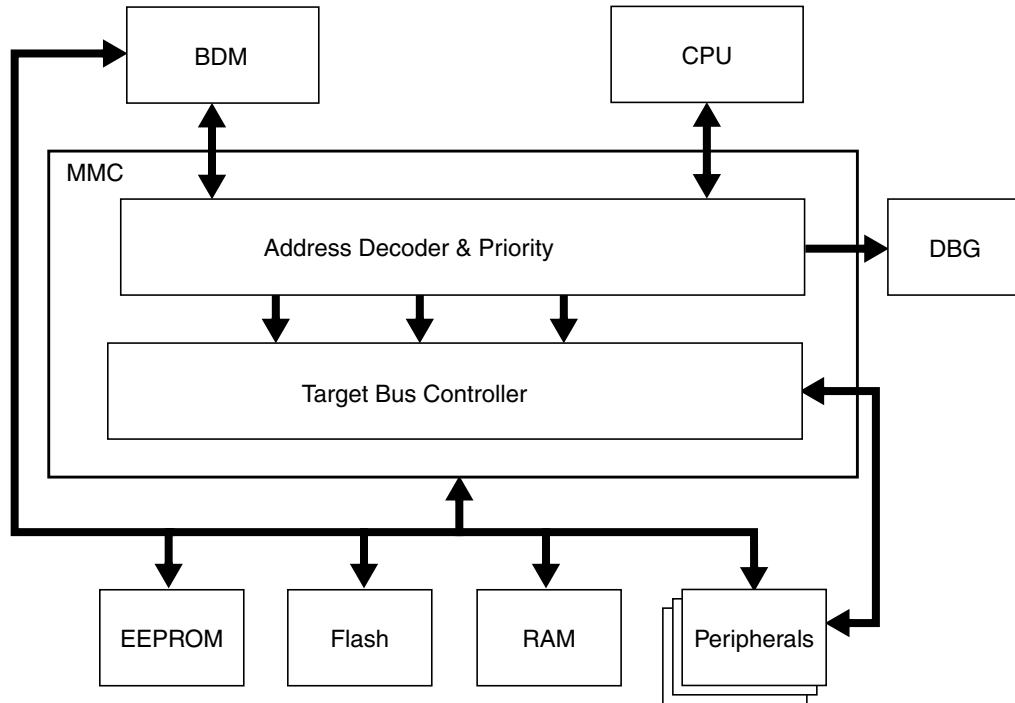 BDM
CPU
MMC
Address Decoder & Priority
DBG
Target Bus Controller
EEPROM
Flash
RAM
Peripherals